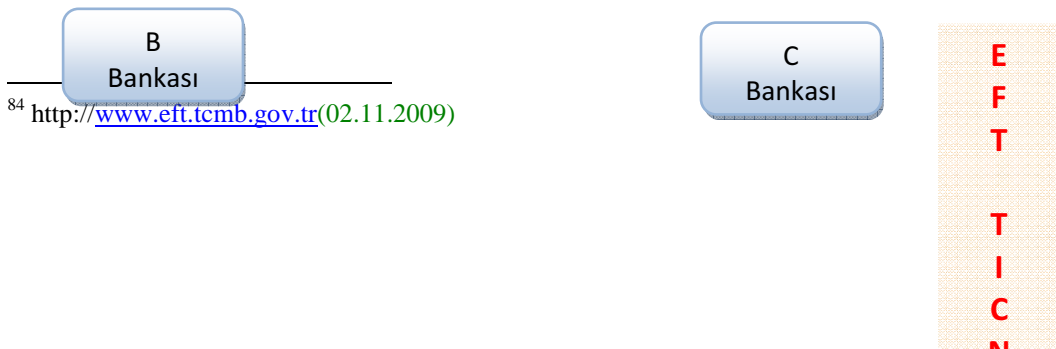 B
Bankası
C
Bankası
84 http://www.eft.tcmb.gov.tr(02.11.2009)
E
F
T
T
I
C
N